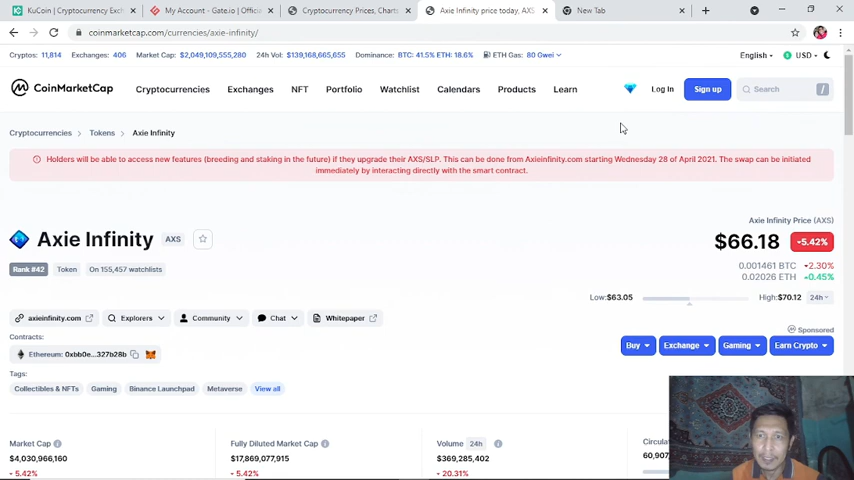 KuCoin | Cryptocurrency Exch
My Account - Gate.io | Officia
Cryptocurrency Prices, Charts
Axie Infinity price today, AXS
New Tab
coinmarketcap.com/currencies/axie-infinity/
Cryptos: 11,814 Exchanges: 406 Market Cap: $2,049,109,555,280 24h Vol: $139,168,665,655 Dominance: BTC: 41.5% ETH: 18.6% ETH Gas: 80 Gwei English USD
CoinMarketCap Cryptocurrencies Exchanges NFT Portfolio Watchlist Calendars Products Learn Log In Sign up Search /
Cryptocurrencies > Tokens > Axie Infinity
Holders will be able to access new features (breeding and staking in the future) if they upgrade their AXS/SLP. This can be done from Axieinfinity.com starting Wednesday 28 of April 2021. The swap can be initiated
immediately by interacting directly with the smart contract.
Axie Infinity Price (AXS)
Axie Infinity AXS $66.18 5.42%
0.001461 BTC 2.30%
Rank #42 Token On 155,457 watchlists
0.02026 ETH 0.45%
Low: $63.05 High: $70.12 24h
axieinfinity.com Explorers Community Chat Whitepaper
Sponsored
Contracts:
Buy Exchange Gaming Earn Crypto
Ethereum: 0xbb0e...327b28b
Tags:
Collectibles & NFTs Gaming Binance Launchpad Metaverse View all
Market Cap Fully Diluted Market Cap Volume 24h Circula
$4,030,966,160 $17,869,077,915 $369,285,402 60,907,
5.42% 5.42% 20.31%